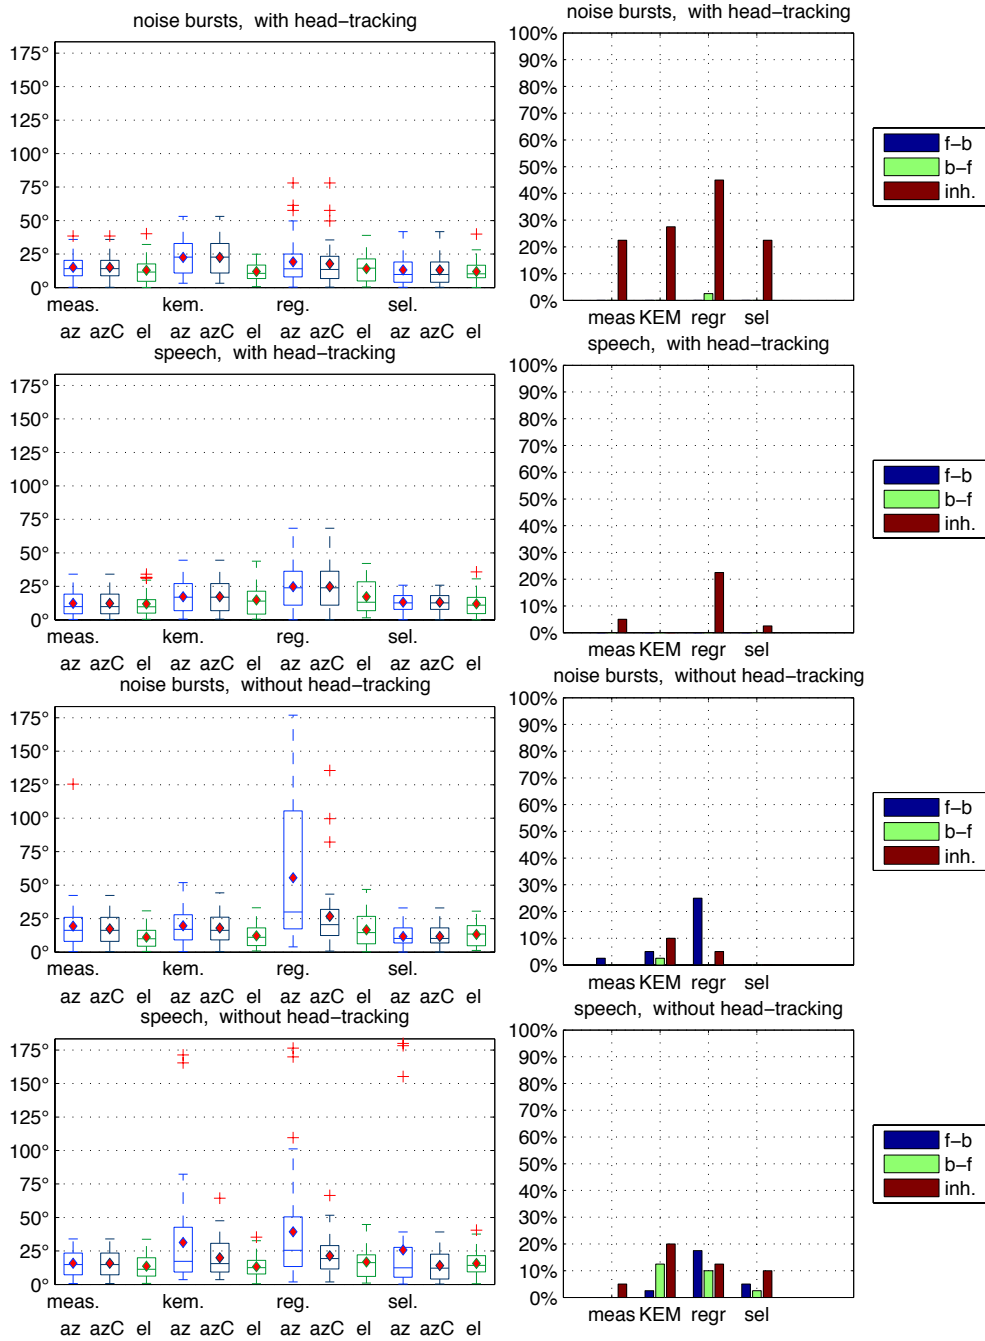 noise bursts, with head-tracking
175°
150°
125°
100°
75°
50°
25°
0°
meas. kem. reg. sel.
az azC el az azC el az azC el az azC el
noise bursts, with head-tracking
100%
90%
80%
70%
60%
50%
40%
30%
20%
10%
0%
meas KEM regr sel
f-b
b-f
inh.
speech, with head-tracking
175°
150°
125°
100°
75°
50°
25°
0°
meas. kem. reg. sel.
az azC el az azC el az azC el az azC el
speech, with head-tracking
100%
90%
80%
70%
60%
50%
40%
30%
20%
10%
0%
meas KEM regr sel
f-b
b-f
inh.
noise bursts, without head-tracking
175°
150°
125°
100°
75°
50°
25°
0°
meas. kem. reg. sel.
az azC el az azC el az azC el az azC el
noise bursts, without head-tracking
100%
90%
80%
70%
60%
50%
40%
30%
20%
10%
0%
meas KEM regr sel
f-b
b-f
inh.
speech, without head-tracking
175°
150°
125°
100°
75°
50°
25°
0°
meas. kem. reg. sel.
az azC el az azC el az azC el az azC el
speech, without head-tracking
100%
90%
80%
70%
60%
50%
40%
30%
20%
10%
0%
meas KEM regr sel
f-b
b-f
inh.